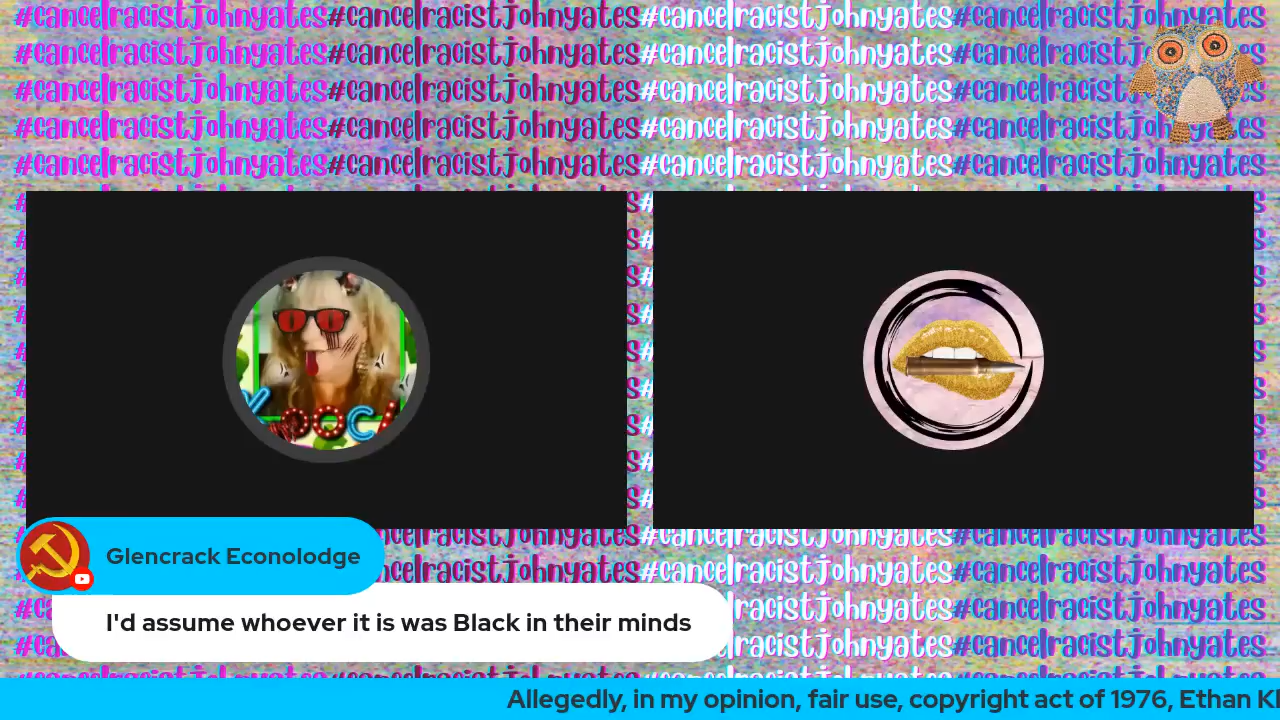 #cancelracistjohnyates#cancelracistjohnyates#cancelracistjohnyates#cancelracistjohnyates
#cancelracistjohnyates#cancelracistjohnyates#cancelracistjohnyates#cancelracistjohnyates
#cancelracistjohnyates#cancelracistjohnyates#cancelracistjohnyates#cancelracistjohnyates
#cancelracistjohnyates#cancelracistjohnyates#cancelracistjohnyates#cancelracistjohnyates
#cancelracistjohnyates#cancelracistjohnyates#cancelracistjohnyates#cancelracistjohnyates
Glencrack Econolodge
I'd assume whoever it is was Black in their minds
Allegedly, in my opinion, fair use, copyright act of 1976, Ethan